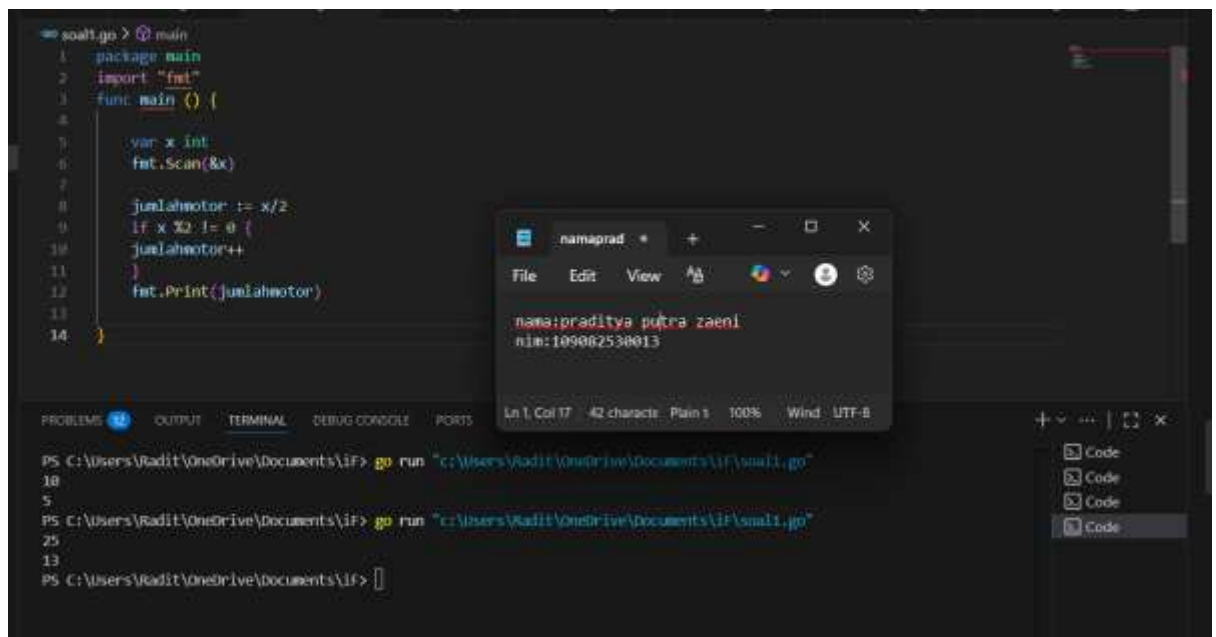 soal1.go > main
1 package main
2 import "fmt"
3 func main () {
4
5 var x int
6 fmt.Scan(&x)
7
8 jumlahmotor := x/2
9 if x %2 != 0 {
10 jumlahmotor++
11 }
12 fmt.Print(jumlahmotor)
13
14 }
namaprad
File Edit View
nama:praditya putra zaeni
nim:109082530013
Ln 1, Col 17 42 characte Plain t 100% Wind UTF-8
PROBLEMS 12 OUTPUT TERMINAL DEBUG CONSOLE PORTS
PS C:\Users\Radit\OneDrive\Documents\iF> go run "c:\Users\Radit\OneDrive\Documents\iF\soal1.go"
10
5
PS C:\Users\Radit\OneDrive\Documents\iF> go run "c:\Users\Radit\OneDrive\Documents\iF\soal1.go"
25
13
PS C:\Users\Radit\OneDrive\Documents\iF>
Code
Code
Code
Code